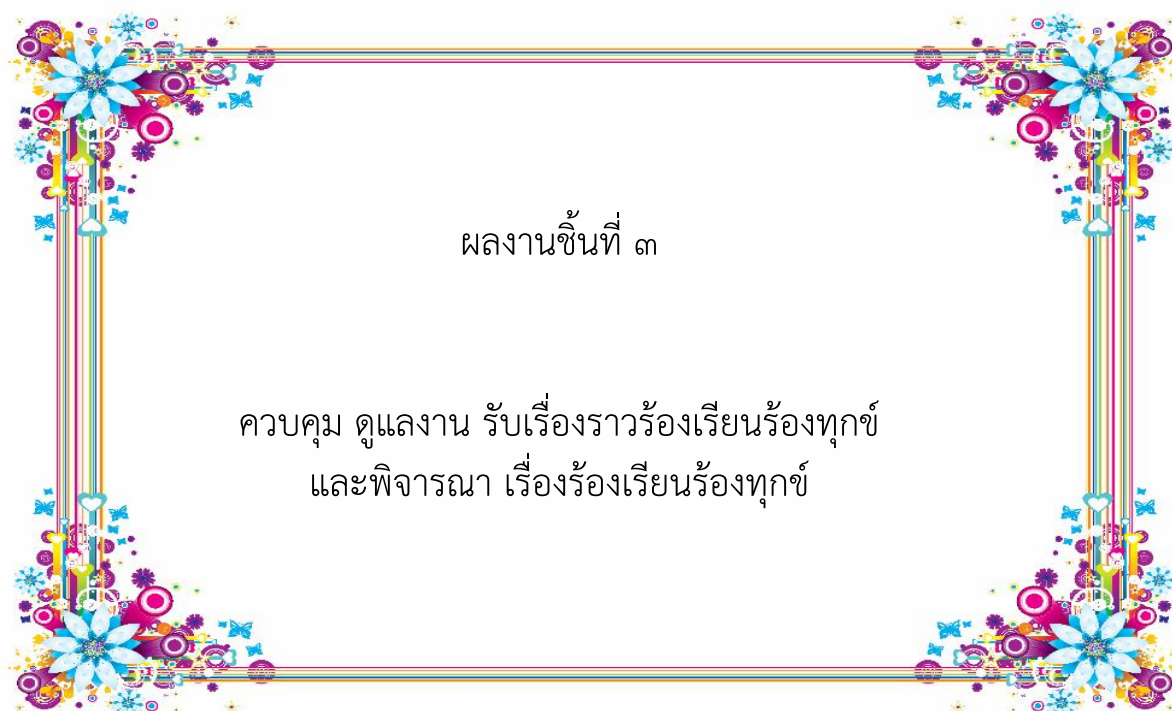 ผลงานชิ้นที่ ๓
ควบคุม ดูแลงาน รับเรื่องราวร้องเรียนร้องทุกข์
และพิจารณา เรื่องร้องเรียนร้องทุกข์